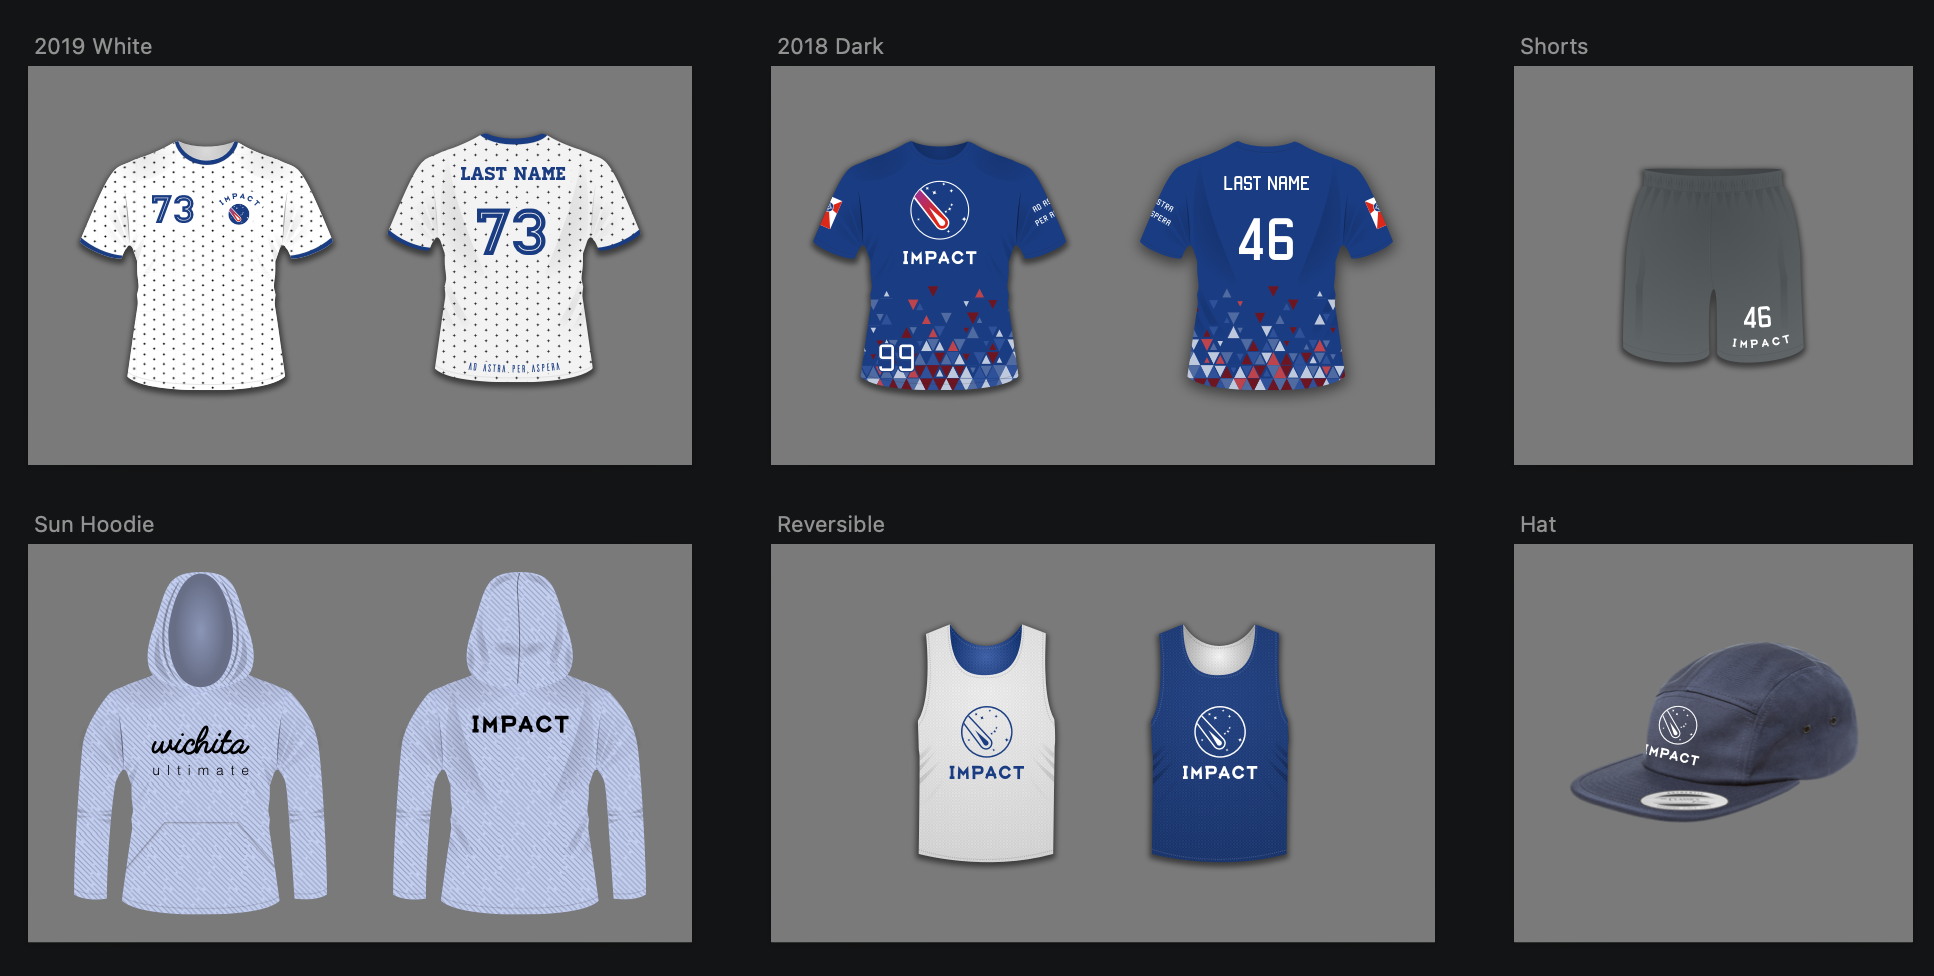 2019 White
73
IMPACT
LAST NAME
73
AD ASTRA PER ASPERA
2018 Dark
IMPACT
99
AD AS
PER A
LAST NAME
46
STRA
SPERA
Shorts
46
IMPACT
Sun Hoodie
wichita
ultimate
IMPACT
Reversible
IMPACT
IMPACT
Hat
IMPACT